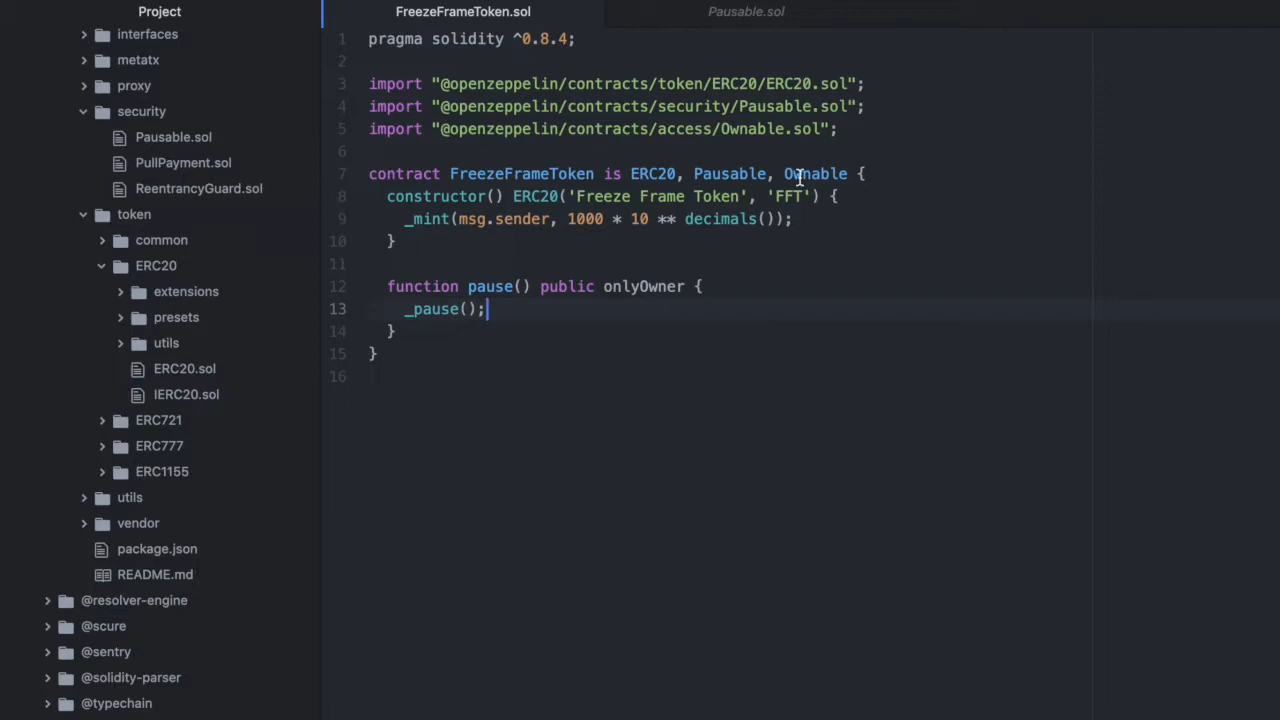 Project
interfaces
metatx
proxy
security
Pausable.sol
PullPayment.sol
ReentrancyGuard.sol
token
common
ERC20
extensions
presets
utils
ERC20.sol
IERC20.sol
ERC721
ERC777
ERC1155
utils
vendor
package.json
README.md
@resolver-engine
@scure
@sentry
@solidity-parser
@typechain
FreezeFrameToken.sol
Pausable.sol
1 pragma solidity ^0.8.4;
2
3 import "@openzeppelin/contracts/token/ERC20/ERC20.sol";
4 import "@openzeppelin/contracts/security/Pausable.sol";
5 import "@openzeppelin/contracts/access/Ownable.sol";
6
7 contract FreezeFrameToken is ERC20, Pausable, Ownable {
8 constructor() ERC20('Freeze Frame Token', 'FFT') {
9 _mint(msg.sender, 1000 * 10 ** decimals());
10 }
11
12 function pause() public onlyOwner {
13 _pause();
14 }
15 }
16